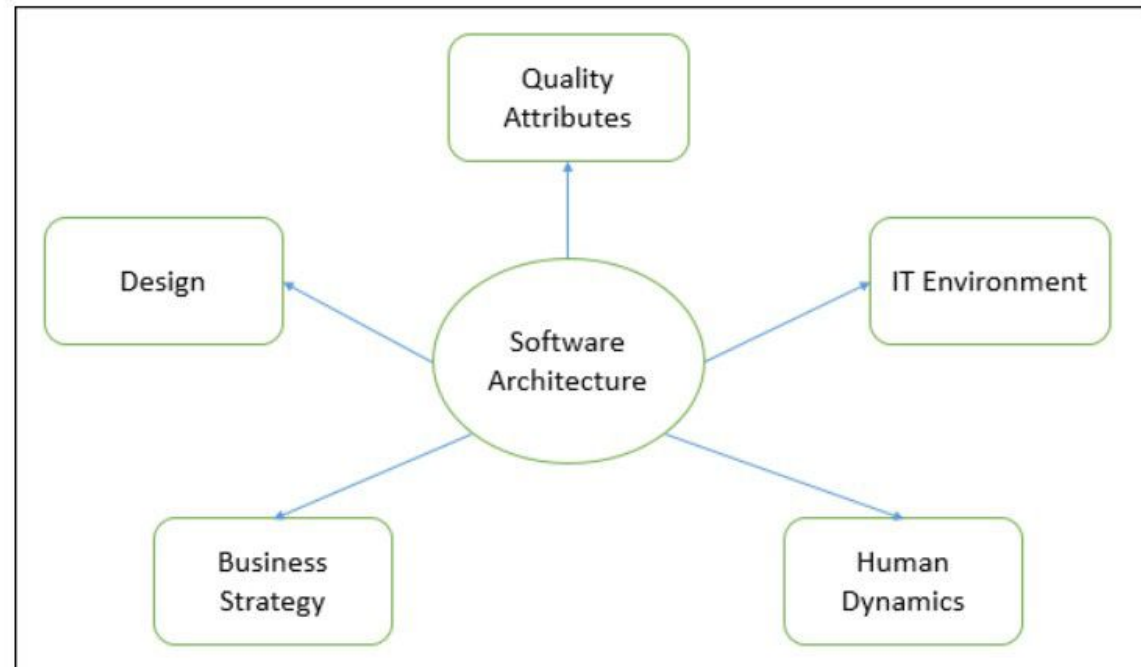 Quality
Attributes
Design
IT Environment
Software
Architecture
Business
Strategy
Human
Dynamics